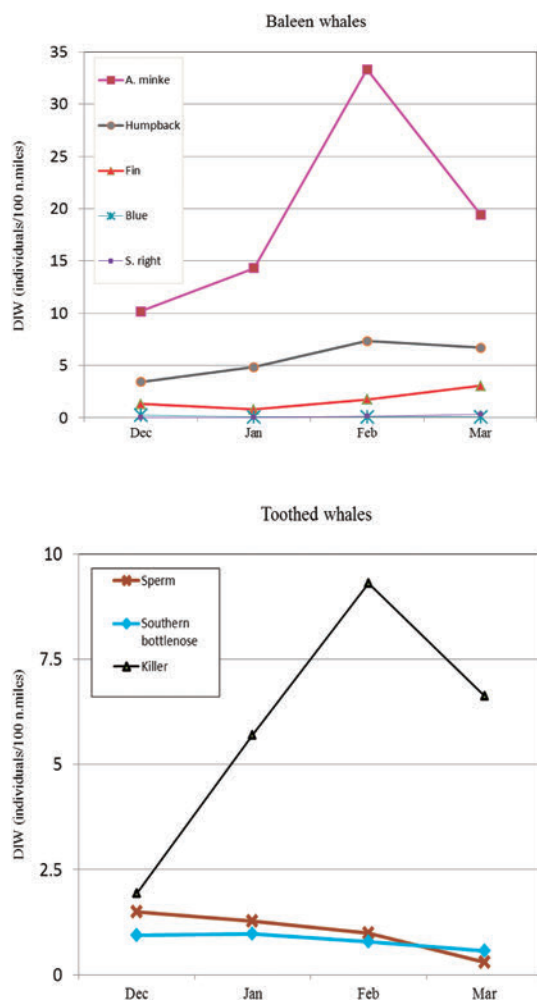 Baleen whales
DIW (individuals/100 n.miles)
35
30
25
20
15
10
5
0
A. minke
Humpback
Fin
Blue
S. right
Dec Jan Feb Mar
Toothed whales
DIW (individuals/100 n.miles)
10
7.5
5
2.5
0
Sperm
Southern
bottlenose
Killer
Dec Jan Feb Mar